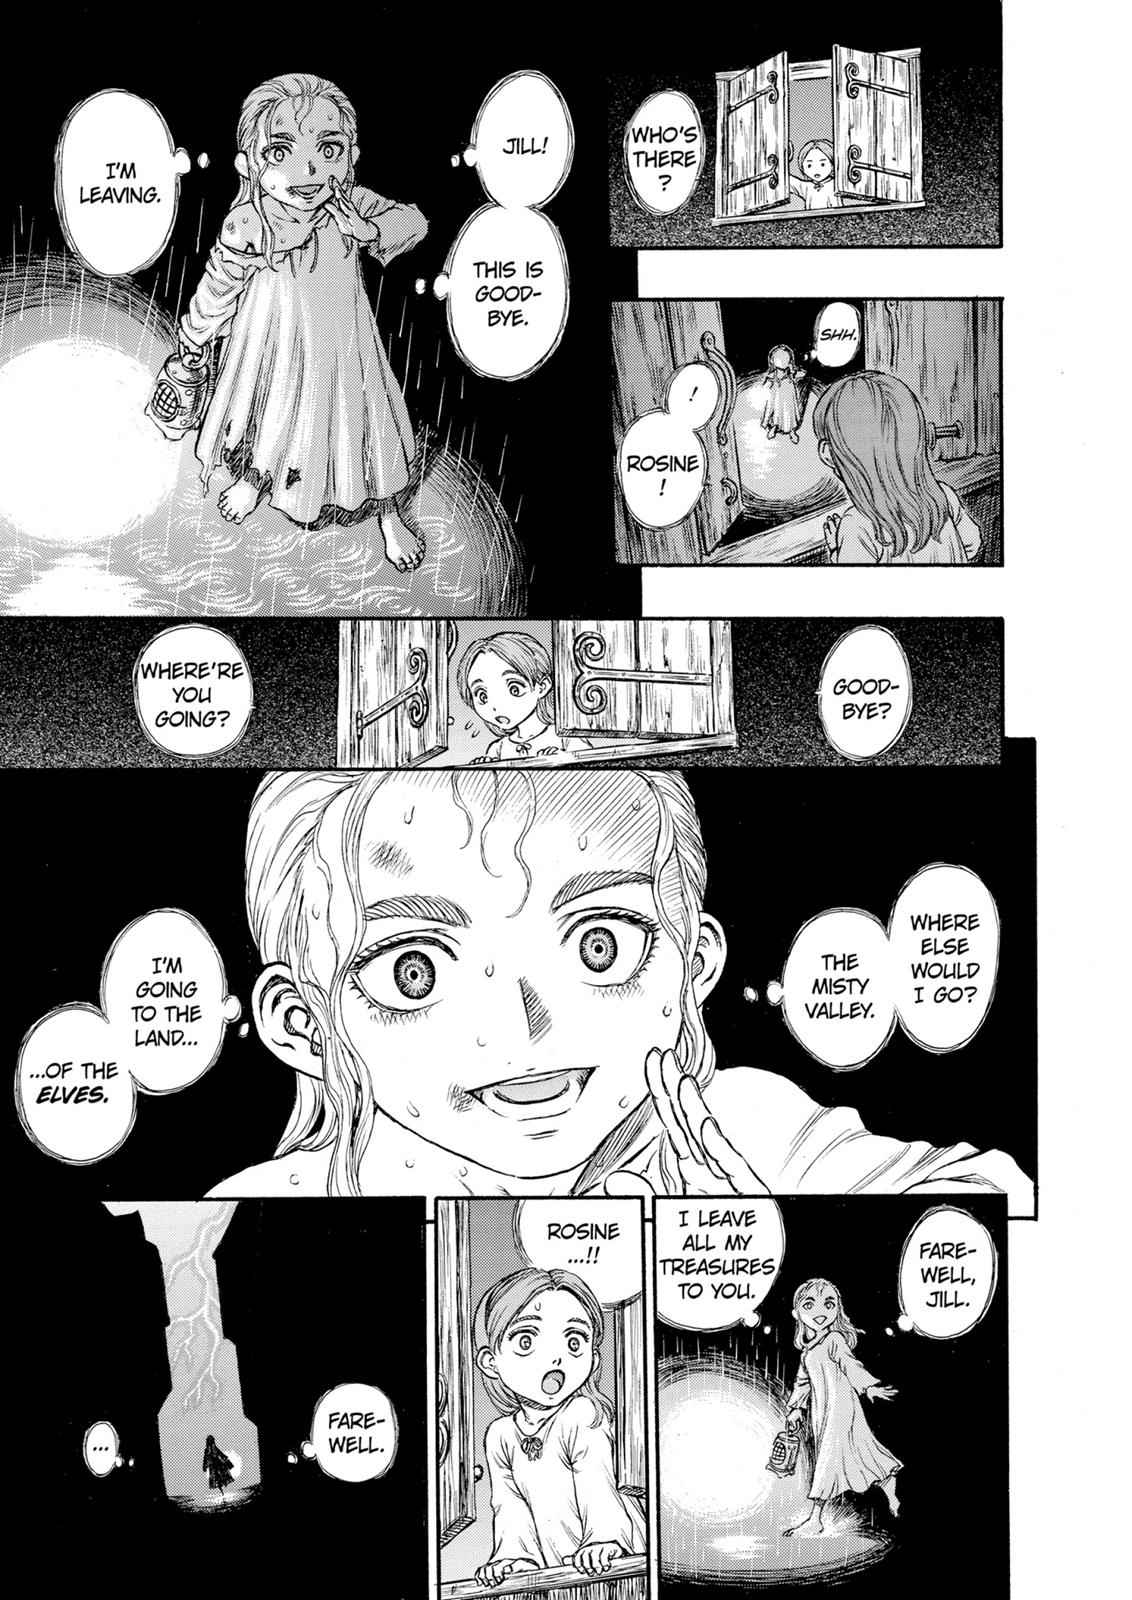 WHO'S
THERE
?
SHH.
!
ROSINE
!
JILL!
THIS IS
GOOD-
BYE.
I'M
LEAVING.
GOOD-
BYE?
WHERE'RE
YOU
GOING?
WHERE
ELSE
WOULD
I GO?
THE
MISTY
VALLEY.
I'M
GOING
TO THE
LAND...
...OF THE
ELVES.
FARE-
WELL,
JILL.
I LEAVE
ALL MY
TREASURES
TO YOU.
ROSINE
...!!
FARE-
WELL.
...